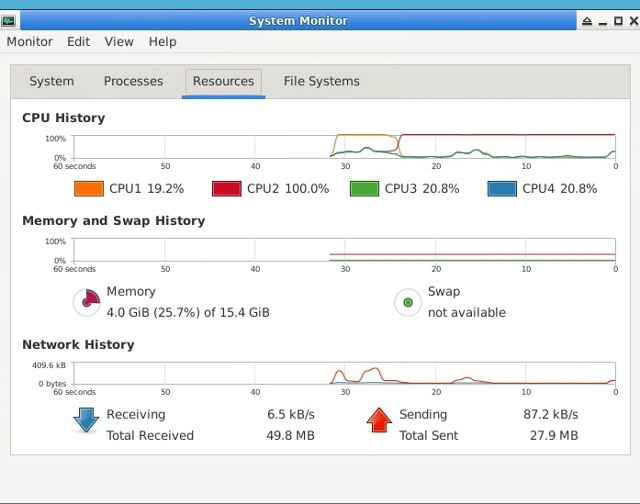 System Monitor
Monitor Edit View Help
System Processes Resources File Systems
CPU History
100%
0%
60 seconds 50 40 30 20 10 0
CPU1 19.2% CPU2 100.0% CPU3 20.8% CPU4 20.8%
Memory and Swap History
100%
0%
60 seconds 50 40 30 20 10 0
Memory Swap
4.0 GiB (25.7%) of 15.4 GiB not available
Network History
409.6 kB
0 bytes
60 seconds 50 40 30 20 10 0
Receiving 6.5 kB/s Sending 87.2 kB/s
Total Received 49.8 MB Total Sent 27.9 MB